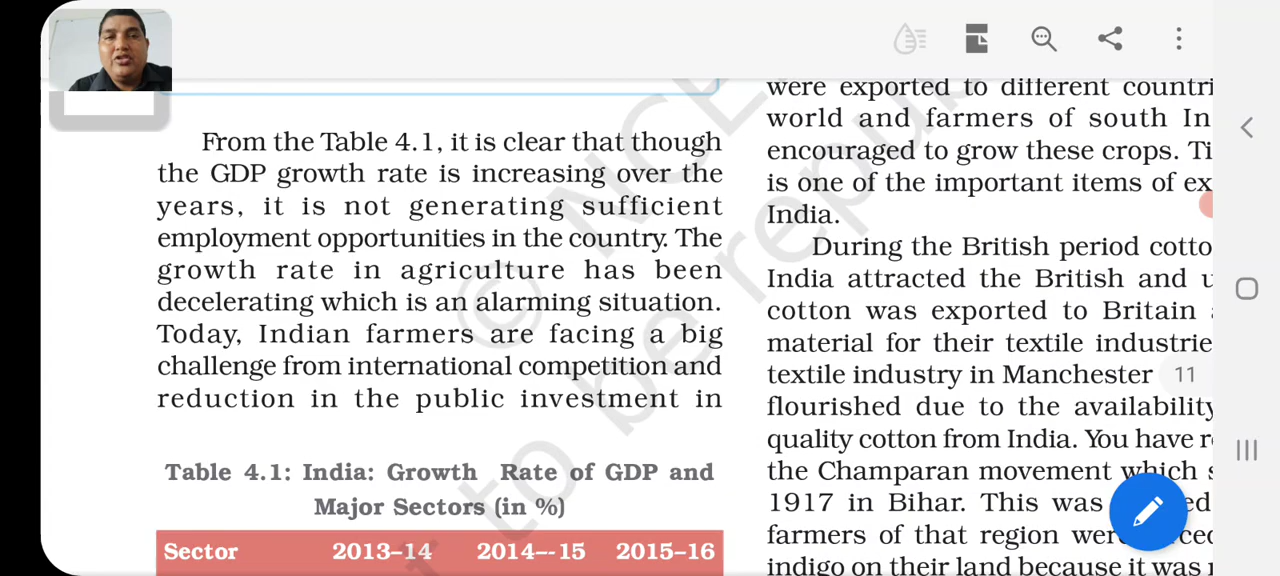 From the Table 4.1, it is clear that though
the GDP growth rate is increasing over the
years, it is not generating sufficient
employment opportunities in the country. The
growth rate in agriculture has been
decelerating which is an alarming situation.
Today, Indian farmers are facing a big
challenge from international competition and
reduction in the public investment in
Table 4.1: India: Growth Rate of GDP and
Major Sectors (in %)
Sector 2013–14 2014-–15 2015–16
were exported to different countri
world and farmers of south In
encouraged to grow these crops. Ti
is one of the important items of ex
India.
During the British period cotto
India attracted the British and u
cotton was exported to Britain
material for their textile industrie
textile industry in Manchester
flourished due to the availability
quality cotton from India. You have r
the Champaran movement which s
1917 in Bihar. This was
farmers of that region wer
indigo on their land because it was
11
© NCE
to be repu